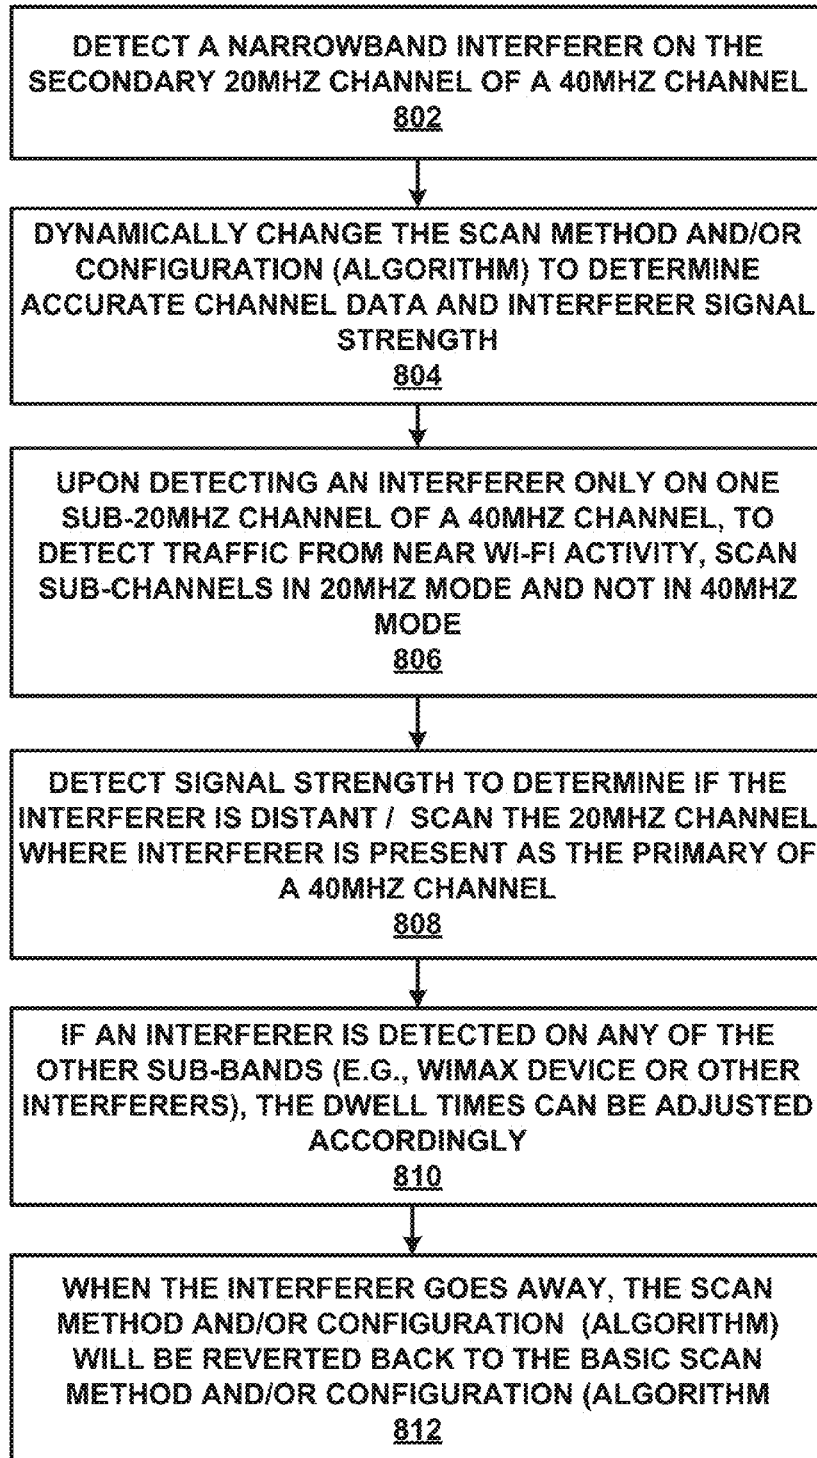 DETECT A NARROWBAND INTERFERER ON THE
SECONDARY 20MHZ CHANNEL OF A 40MHZ CHANNEL
802
DYNAMICALLY CHANGE THE SCAN METHOD AND/OR
CONFIGURATION (ALGORITHM) TO DETERMINE
ACCURATE CHANNEL DATA AND INTERFERER SIGNAL
STRENGTH
804
UPON DETECTING AN INTERFERER ONLY ON ONE
SUB-20MHZ CHANNEL OF A 40MHZ CHANNEL, TO
DETECT TRAFFIC FROM NEAR WI-FI ACTIVITY, SCAN
SUB-CHANNELS IN 20MHZ MODE AND NOT IN 40MHZ
MODE
806
DETECT SIGNAL STRENGTH TO DETERMINE IF THE
INTERFERER IS DISTANT / SCAN THE 20MHZ CHANNEL
WHERE INTERFERER IS PRESENT AS THE PRIMARY OF
A 40MHZ CHANNEL
808
IF AN INTERFERER IS DETECTED ON ANY OF THE
OTHER SUB-BANDS (E.G., WIMAX DEVICE OR OTHER
INTERFERERS), THE DWELL TIMES CAN BE ADJUSTED
ACCORDINGLY
810
WHEN THE INTERFERER GOES AWAY, THE SCAN
METHOD AND/OR CONFIGURATION (ALGORITHM)
WILL BE REVERTED BACK TO THE BASIC SCAN
METHOD AND/OR CONFIGURATION (ALGORITHM
812